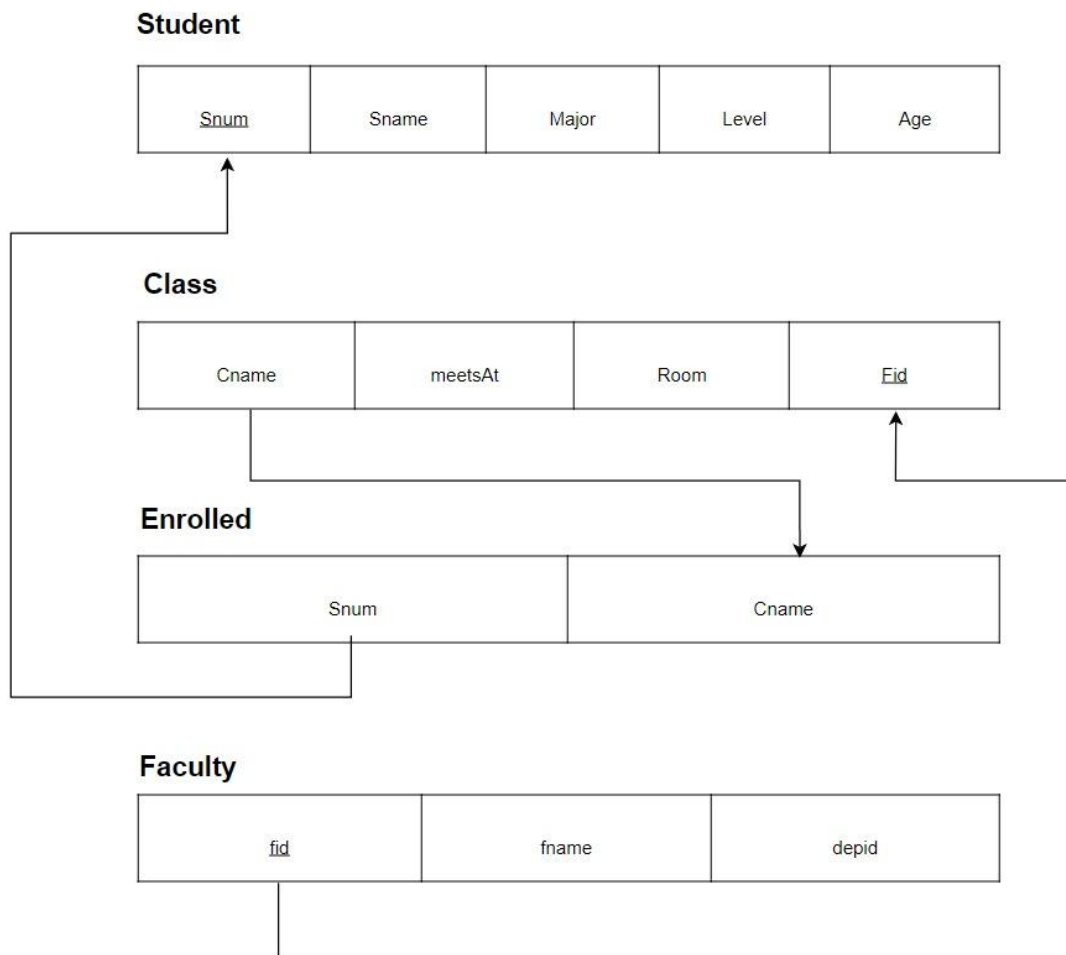 Student
Snum Sname Major Level Age
Class
Cname meetsAt Room Fid
Enrolled
Snum Cname
Faculty
fid fname depid